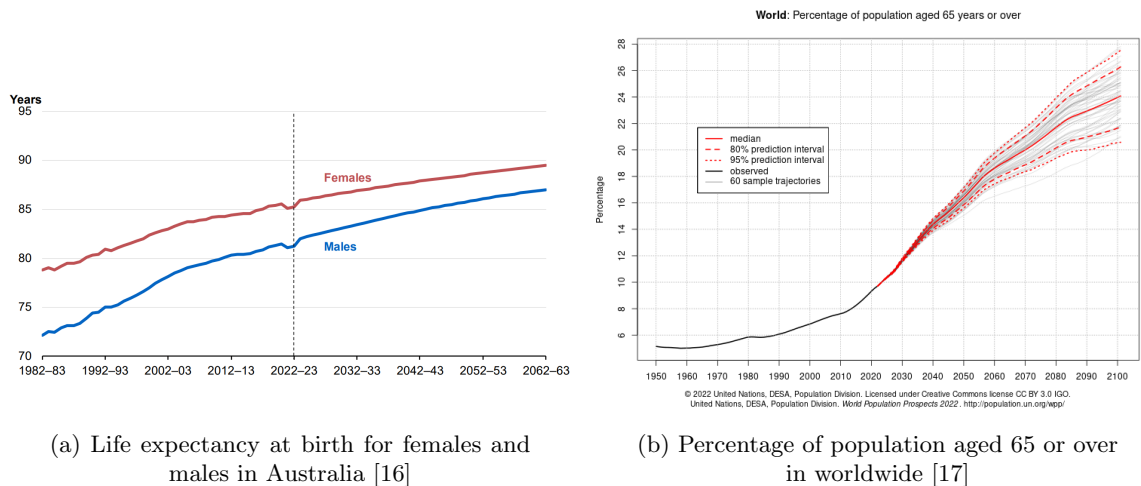 Years
95
90
85
80
75
70
Females
Males
1982–83
1992–93
2002–03
2012–13
2022–23
2032–33
2042–43
2052–53
2062–63
(a) Life expectancy at birth for females and
males in Australia [16]
World: Percentage of population aged 65 years or over
Percentage
28
26
24
22
20
18
16
14
12
10
8
6
median
80% prediction interval
95% prediction interval
observed
60 sample trajectories
1950
1960
1970
1980
1990
2000
2010
2020
2030
2040
2050
2060
2070
2080
2090
2100
© 2022 United Nations, DESA, Population Division. Licensed under Creative Commons license CC BY 3.0 IGO.
United Nations, DESA, Population Division. World Population Prospects 2022. http://population.un.org/wpp/
(b) Percentage of population aged 65 or over
in worldwide [17]